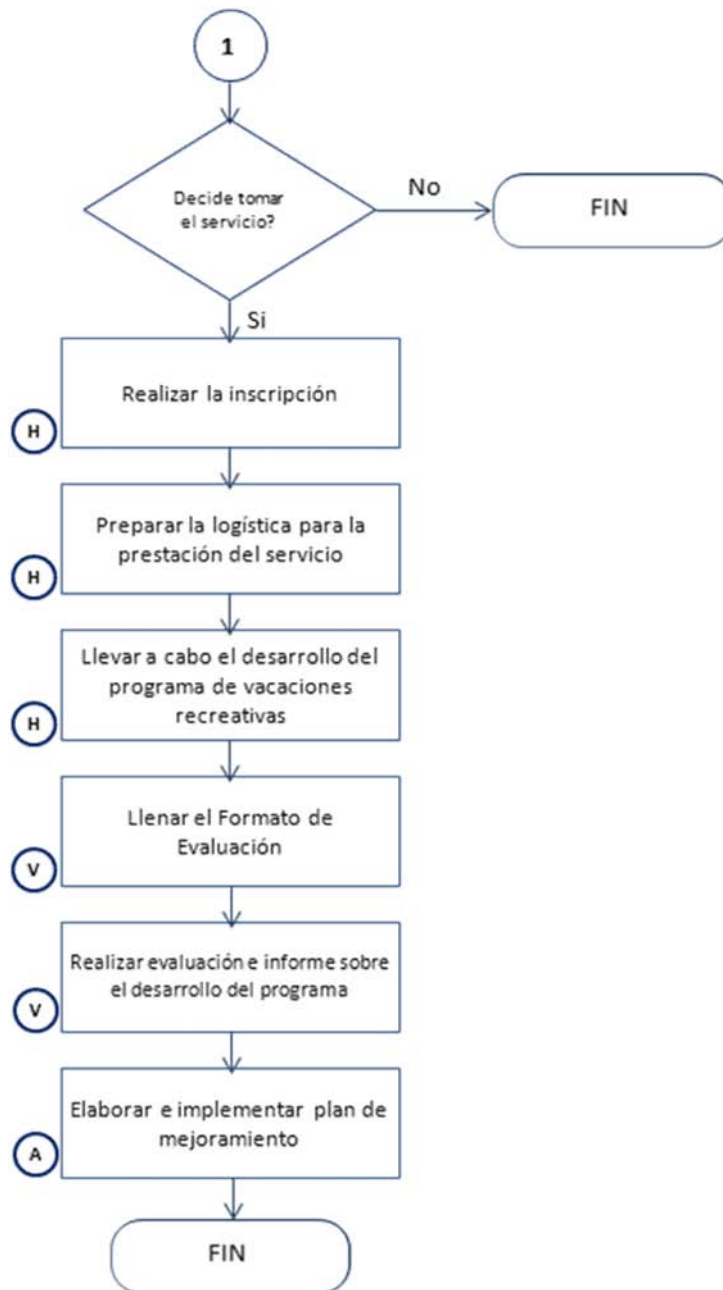 1
Decide tomar
el servicio?
No
FIN
Si
Realizar la inscripción
H
Preparar la logística para la
prestación del servicio
H
Llevar a cabo el desarrollo del
programa de vacaciones
recreativas
H
Llenar el Formato de
Evaluación
V
Realizar evaluación e informe sobre
el desarrollo del programa
V
Elaborar e implementar plan de
mejoramiento
A
FIN